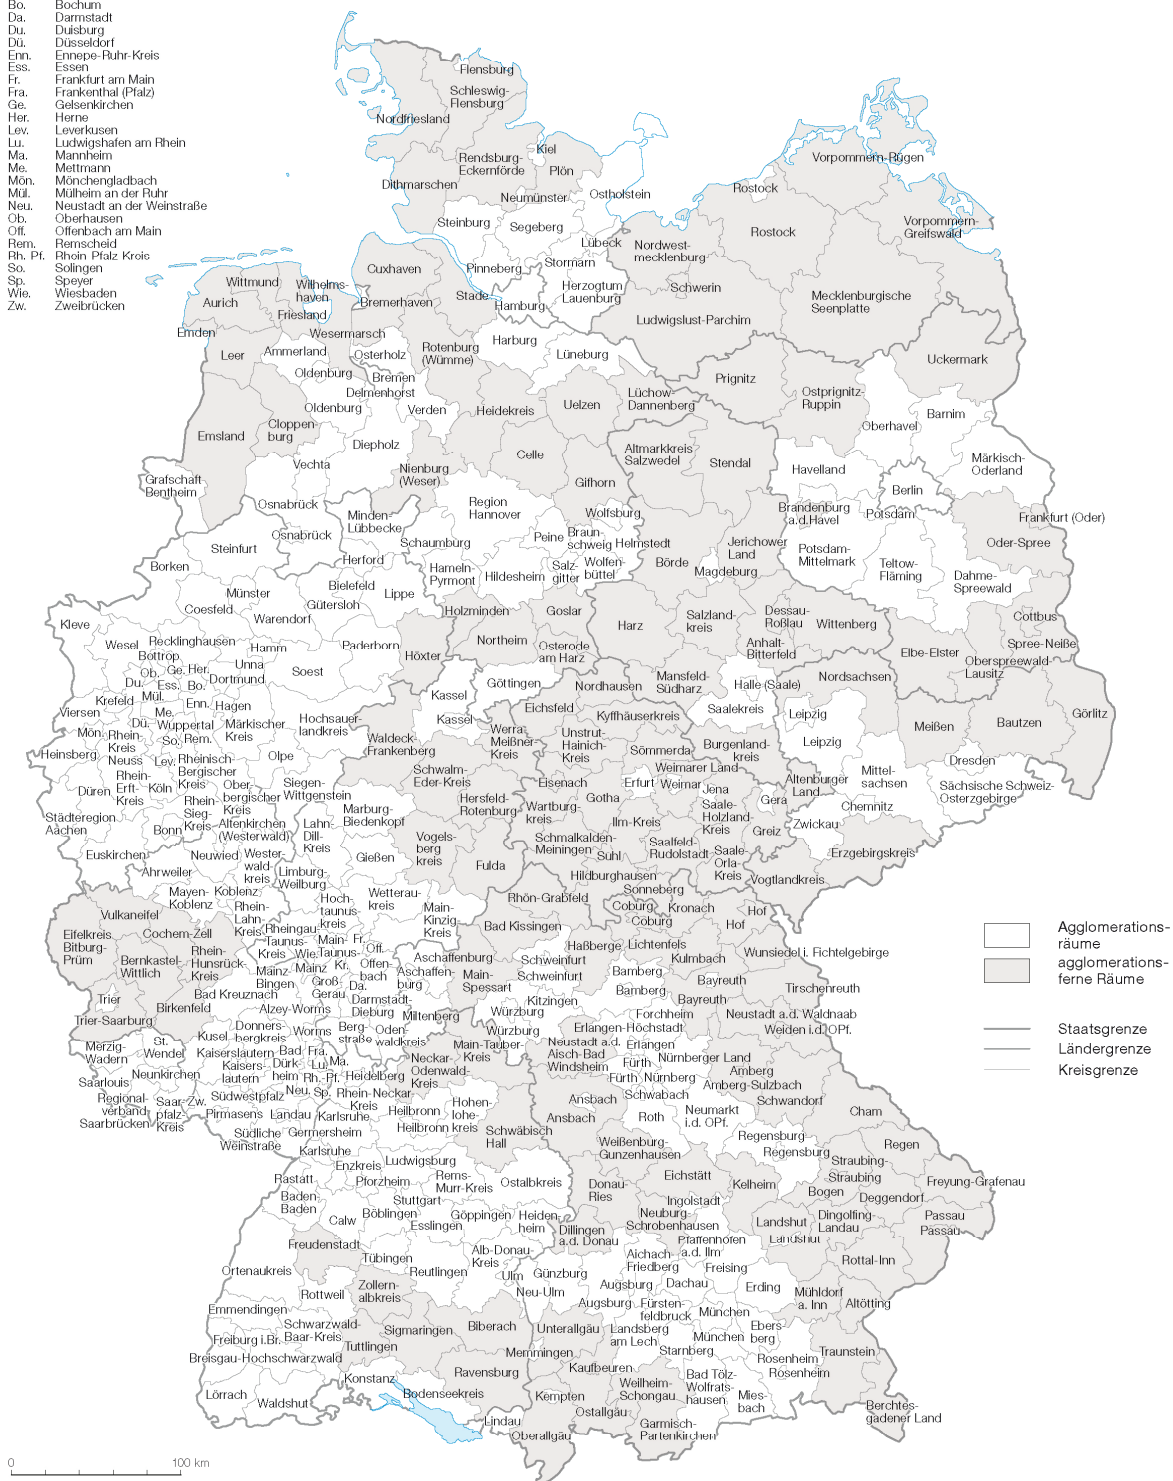 Bo. Bochum
Da. Darmstadt
Du. Duisburg
Dü. Düsseldorf
Enn. Ennepe-Ruhr-Kreis
Ess. Essen
Fr. Frankfurt am Main
Fra. Frankenthal (Pfalz)
Ge. Gelsenkirchen
Her. Herne
Lev. Leverkusen
Lu. Ludwigshafen am Rhein
Ma. Mannheim
Me. Mettmann
Mön. Mönchengladbach
Mül. Mülheim an der Ruhr
Neu. Neustadt an der Weinstraße
Ob. Oberhausen
Off. Offenbach am Main
Rem. Remscheid
Rh. Pf. Rhein Pfalz Kreis
So. Solingen
Sp. Speyer
Wie. Wiesbaden
Zw. Zweibrücken
Flensburg
Schleswig-
Flensburg
Nordfriesland
Kiel
Rendsburg-
Eckernförde
Plön
Dithmarschen
Neumünster
Ostholstein
Steinburg
Segeberg
Lübeck
Pinneberg
Stormarn
Herzogtum
Lauenburg
Hamburg
Vorpommern-Rügen
Rostock
Rostock
Vorpommern-
Greifswald
Nordwest-
mecklenburg
Schwerin
Mecklenburgische
Seenplatte
Ludwigslust-Parchim
Cuxhaven
Wittmund
Wilhelms-
haven
Aurich
Friesland
Bremerhaven
Stade
Emden
Wesermarsch
Leer
Ammerland
Osterholz
Rotenburg
(Wümme)
Harburg
Lüneburg
Oldenburg
Bremen
Delmenhorst
Oldenburg
Verden
Heidekreis
Uelzen
Lüchow-
Dannenberg
Emsland
Cloppen-
burg
Diepholz
Vechta
Nienburg
(Weser)
Celle
Gifhorn
Grafschaft
Bentheim
Osnabrück
Osnabrück
Region
Hannover
Wolfsburg
Schaumburg
Peine
Braun-
schweig
Helmstedt
Hameln-
Pyrmont
Hildesheim
Salz-
gitter
Wolfen-
büttel
Holzminden
Goslar
Northeim
Osterode
am Harz
Göttingen
Prignitz
Ostprignitz-
Ruppin
Uckermark
Oberhavel
Barnim
Märkisch-
Oderland
Havelland
Berlin
Brandenburg
a.d.Havel
Potsdam
Frankfurt (Oder)
Oder-Spree
Potsdam-
Mittelmark
Teltow-
Fläming
Dahme-
Spreewald
Cottbus
Spree-Neiße
Elbe-Elster
Oberspreewald-
Lausitz
Altmarkkreis
Salzwedel
Stendal
Jerichower
Land
Börde
Magdeburg
Harz
Salzland-
kreis
Dessau-
Roßlau
Wittenberg
Anhalt-
Bitterfeld
Mansfeld-
Südharz
Halle (Saale)
Saalekreis
Burgenland-
kreis
Nordsachsen
Leipzig
Leipzig
Meißen
Bautzen
Görlitz
Dresden
Mittel-
sachsen
Sächsische Schweiz-
Osterzgebirge
Chemnitz
Zwickau
Erzgebirgskreis
Vogtlandkreis
Nordhausen
Eichsfeld
Kyffhäuserkreis
Unstrut-
Hainich-
Kreis
Sömmerda
Weimarer Land
Eisenach
Erfurt
Weimar
Jena
Altenburger
Land
Gera
Wartburg-
kreis
Gotha
Ilm-Kreis
Saale-
Holzland-
Kreis
Greiz
Schmalkalden-
Meiningen
Suhl
Saalfeld-
Rudolstadt
Saale-
Orla-
Kreis
Hildburghausen
Sonneberg
Steinfurt
Minden-
Lübbecke
Herford
Borken
Bielefeld
Münster
Coesfeld
Gütersloh
Lippe
Warendorf
Kleve
Wesel
Recklinghausen
Bottrop
Hamm
Paderborn
Höxter
Ob.
Ge.
Her.
Unna
Dortmund
Soest
Du.
Ess.
Bo.
Krefeld
Mül.
Enn.
Hagen
Viersen
Me.
Dü.
Wuppertal
Märkischer
Kreis
Hochsauer-
landkreis
Mön.
Rhein-
Kreis
Neuss
So.
Rem.
Heinsberg
Lev.
Rheinisch-
Bergischer
Kreis
Olpe
Düren
Rhein-
Erft-
Kreis
Köln
Ober-
bergischer
Kreis
Siegen-
Wittgenstein
Städteregion
Aachen
Bonn
Rhein-
Sieg-
Kreis
Euskirchen
Kassel
Kassel
Waldeck-
Frankenberg
Werra-
Meißner-
Kreis
Schwalm-
Eder-Kreis
Hersfeld-
Rotenburg
Marburg-
Biedenkopf
Lahn-
Dill-
Kreis
Vogels-
berg
kreis
Gießen
Fulda
Limburg-
Weilburg
Wetterau-
kreis
Hoch-
taunus-
kreis
Main-
Kinzig-
Kreis
Rheingau-
Taunus-
Kreis
Main-
Taunus-
Kr.
Fr.
Off.
Wie.
Offen-
bach
Groß-
Gerau
Da.
Darmstadt-
Dieburg
Berg-
straße
Oden-
waldkreis
Altenkirchen
(Westerwald)
Neuwied
Wester-
wald-
kreis
Ahrweiler
Mayen-
Koblenz
Koblenz
Rhein-
Lahn-
Kreis
Vulkaneifel
Eifelkreis
Bitburg-
Prüm
Cochem-Zell
Bernkastel-
Wittlich
Rhein-
Hunsrück-
Kreis
Mainz-
Bingen
Mainz
Trier
Bad Kreuznach
Birkenfeld
Alzey-Worms
Trier-Saarburg
Kusel
Donners-
bergkreis
Worms
Kaiserslautern
Kaisers-
lautern
Bad
Dürk-
heim
Fra.
Lu.
Ma.
Rh. Pf.
Heidelberg
Neu.
Sp.
Rhein-Neckar-
Kreis
Südwestpfalz
Pirmasens
Landau
Germersheim
Südliche
Weinstraße
Zw.
Merzig-
Wadern
St.
Wendel
Neunkirchen
Saarlouis
Regional-
verband
Saarbrücken
Saar-
pfalz-
Kreis
Rhön-Grabfeld
Coburg
Coburg
Kronach
Hof
Hof
Bad Kissingen
Haßberge
Lichtenfels
Kulmbach
Wunsiedel i. Fichtelgebirge
Aschaffenburg
Aschaffen-
burg
Schweinfurt
Schweinfurt
Main-
Spessart
Bamberg
Bamberg
Bayreuth
Bayreuth
Tirschenreuth
Kitzingen
Würzburg
Würzburg
Miltenberg
Forchheim
Neustadt a.d. Waldnaab
Weiden i.d.OPf.
Erlangen-Höchstadt
Erlangen
Neustadt a.d.
Aisch-Bad
Windsheim
Fürth
Fürth
Nürnberg
Nürnberger Land
Amberg
Amberg-Sulzbach
Schwandorf
Ansbach
Ansbach
Schwabach
Roth
Neumarkt
i.d. OPf.
Cham
Weißenburg-
Gunzenhausen
Regensburg
Regensburg
Regen
Eichstätt
Kelheim
Straubing-
Bogen
Straubing
Freyung-Grafenau
Deggendorf
Donau-
Ries
Ingolstadt
Neuburg-
Schrobenhausen
Landshut
Landshut
Dingolfing-
Landau
Passau
Passau
Dillingen
a.d. Donau
Pfaffenhofen
a.d. Ilm
Rottal-Inn
Aichach-
Friedberg
Freising
Günzburg
Augsburg
Augsburg
Dachau
Erding
Mühldorf
a. Inn
Altötting
Neu-Ulm
Fürsten-
feldbruck
München
München
Ebers-
berg
Unterallgäu
Landsberg
am Lech
Starnberg
Traunstein
Memmingen
Rosenheim
Rosenheim
Kaufbeuren
Weilheim-
Schongau
Bad Tölz-
Wolfrats-
hausen
Mies-
bach
Kempten
Ostallgäu
Garmisch-
Partenkirchen
Berchtes-
gadener Land
Lindau
Oberallgäu
Main-Tauber-
Kreis
Neckar-
Odenwald-
Kreis
Hohen-
lohe-
kreis
Heilbronn
Heilbronn
Schwäbisch
Hall
Karlsruhe
Karlsruhe
Enzkreis
Ludwigsburg
Pforzheim
Rems-
Murr-Kreis
Ostalbkreis
Rastatt
Baden-
Baden
Stuttgart
Calw
Böblingen
Esslingen
Göppingen
Heiden-
heim
Freudenstadt
Tübingen
Reutlingen
Alb-Donau-
Kreis
Ulm
Ortenaukreis
Rottweil
Zollern-
albkreis
Emmendingen
Schwarzwald-
Baar-Kreis
Sigmaringen
Biberach
Freiburg i.Br.
Tuttlingen
Breisgau-Hochschwarzwald
Konstanz
Ravensburg
Bodenseekreis
Lörrach
Waldshut
Agglomerations-
räume
agglomerations-
ferne Räume
Staatsgrenze
Ländergrenze
Kreisgrenze
0 100 km